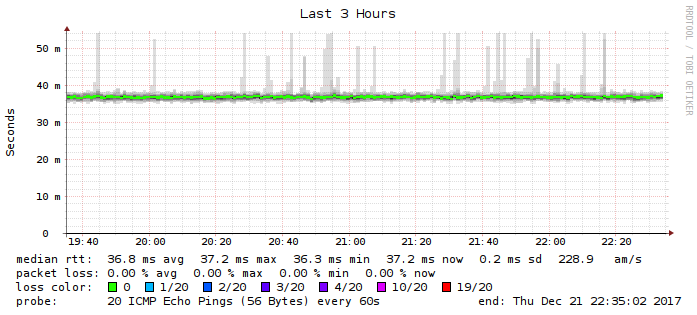 Last 3 Hours
RRDTOOL / TOBI OETIKER
Seconds
50 m
40 m
30 m
20 m
10 m
0
19:40 20:00 20:20 20:40 21:00 21:20 21:40 22:00 22:20
median rtt: 36.8 ms avg 37.2 ms max 36.3 ms min 37.2 ms now 0.2 ms sd 228.9 am/s
packet loss: 0.00 % avg 0.00 % max 0.00 % min 0.00 % now
loss color: 0 1/20 2/20 3/20 4/20 10/20 19/20
probe: 20 ICMP Echo Pings (56 Bytes) every 60s end: Thu Dec 21 22:35:02 2017